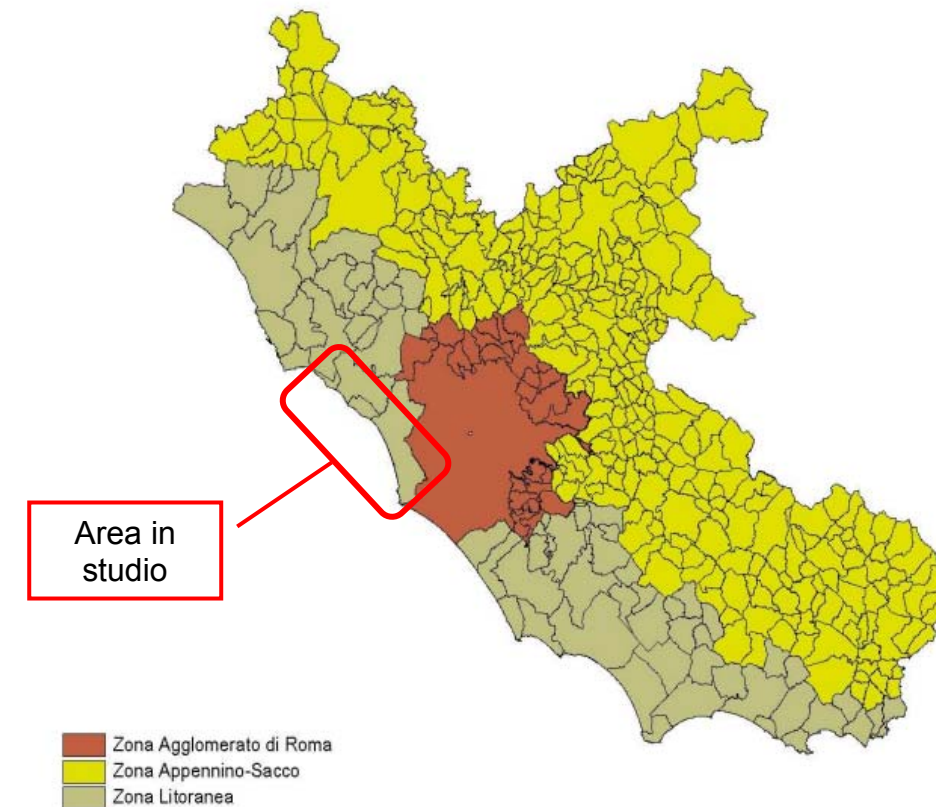 Area in
studio
Zona Agglomerato di Roma
Zona Appennino-Sacco
Zona Litoranea